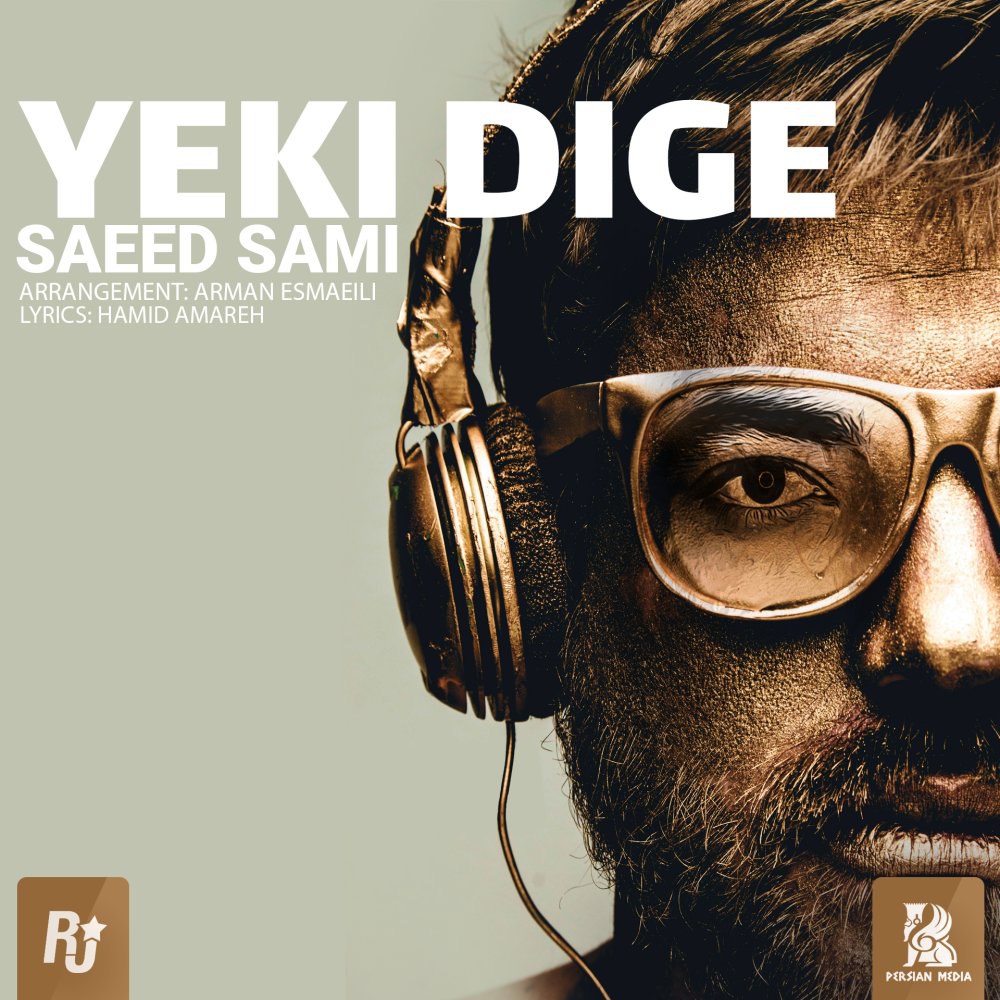 YEKI DIGE
SAEED SAMI
ARRANGEMENT: ARMAN ESMAEILI
LYRICS: HAMID AMAREH
RJ
PERSIAN MEDIA